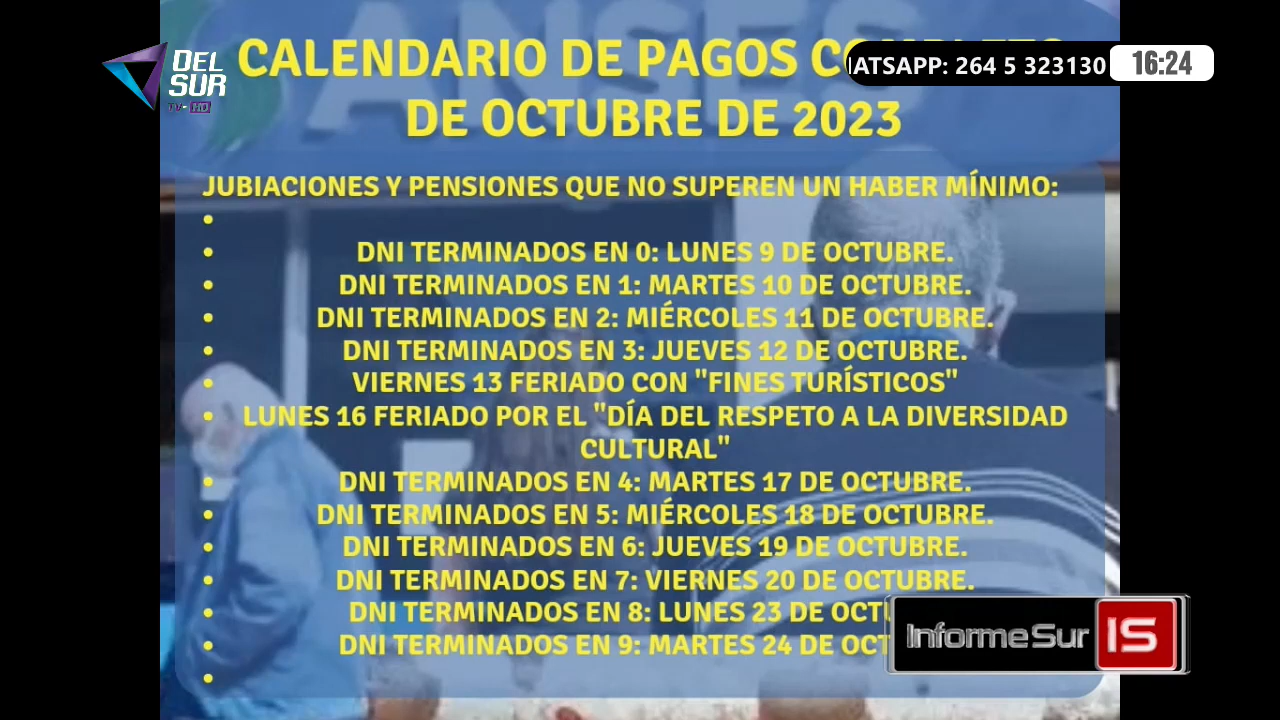 ANSES
CALENDARIO DE PAGOS
DE OCTUBRE DE 2023
DEL
SUR
TV-HD
IATSAPP: 264 5 323130
16:24
JUBIACIONES Y PENSIONES QUE NO SUPEREN UN HABER MÍNIMO:
•
• DNI TERMINADOS EN 0: LUNES 9 DE OCTUBRE.
• DNI TERMINADOS EN 1: MARTES 10 DE OCTUBRE.
• DNI TERMINADOS EN 2: MIÉRCOLES 11 DE OCTUBRE.
• DNI TERMINADOS EN 3: JUEVES 12 DE OCTUBRE.
• VIERNES 13 FERIADO CON "FINES TURÍSTICOS"
• LUNES 16 FERIADO POR EL "DÍA DEL RESPETO A LA DIVERSIDAD
CULTURAL"
• DNI TERMINADOS EN 4: MARTES 17 DE OCTUBRE.
• DNI TERMINADOS EN 5: MIÉRCOLES 18 DE OCTUBRE.
• DNI TERMINADOS EN 6: JUEVES 19 DE OCTUBRE.
• DNI TERMINADOS EN 7: VIERNES 20 DE OCTUBRE.
• DNI TERMINADOS EN 8: LUNES 23 DE OCTU
• DNI TERMINADOS EN 9: MARTES 24 DE OCT
•
InformeSur IS